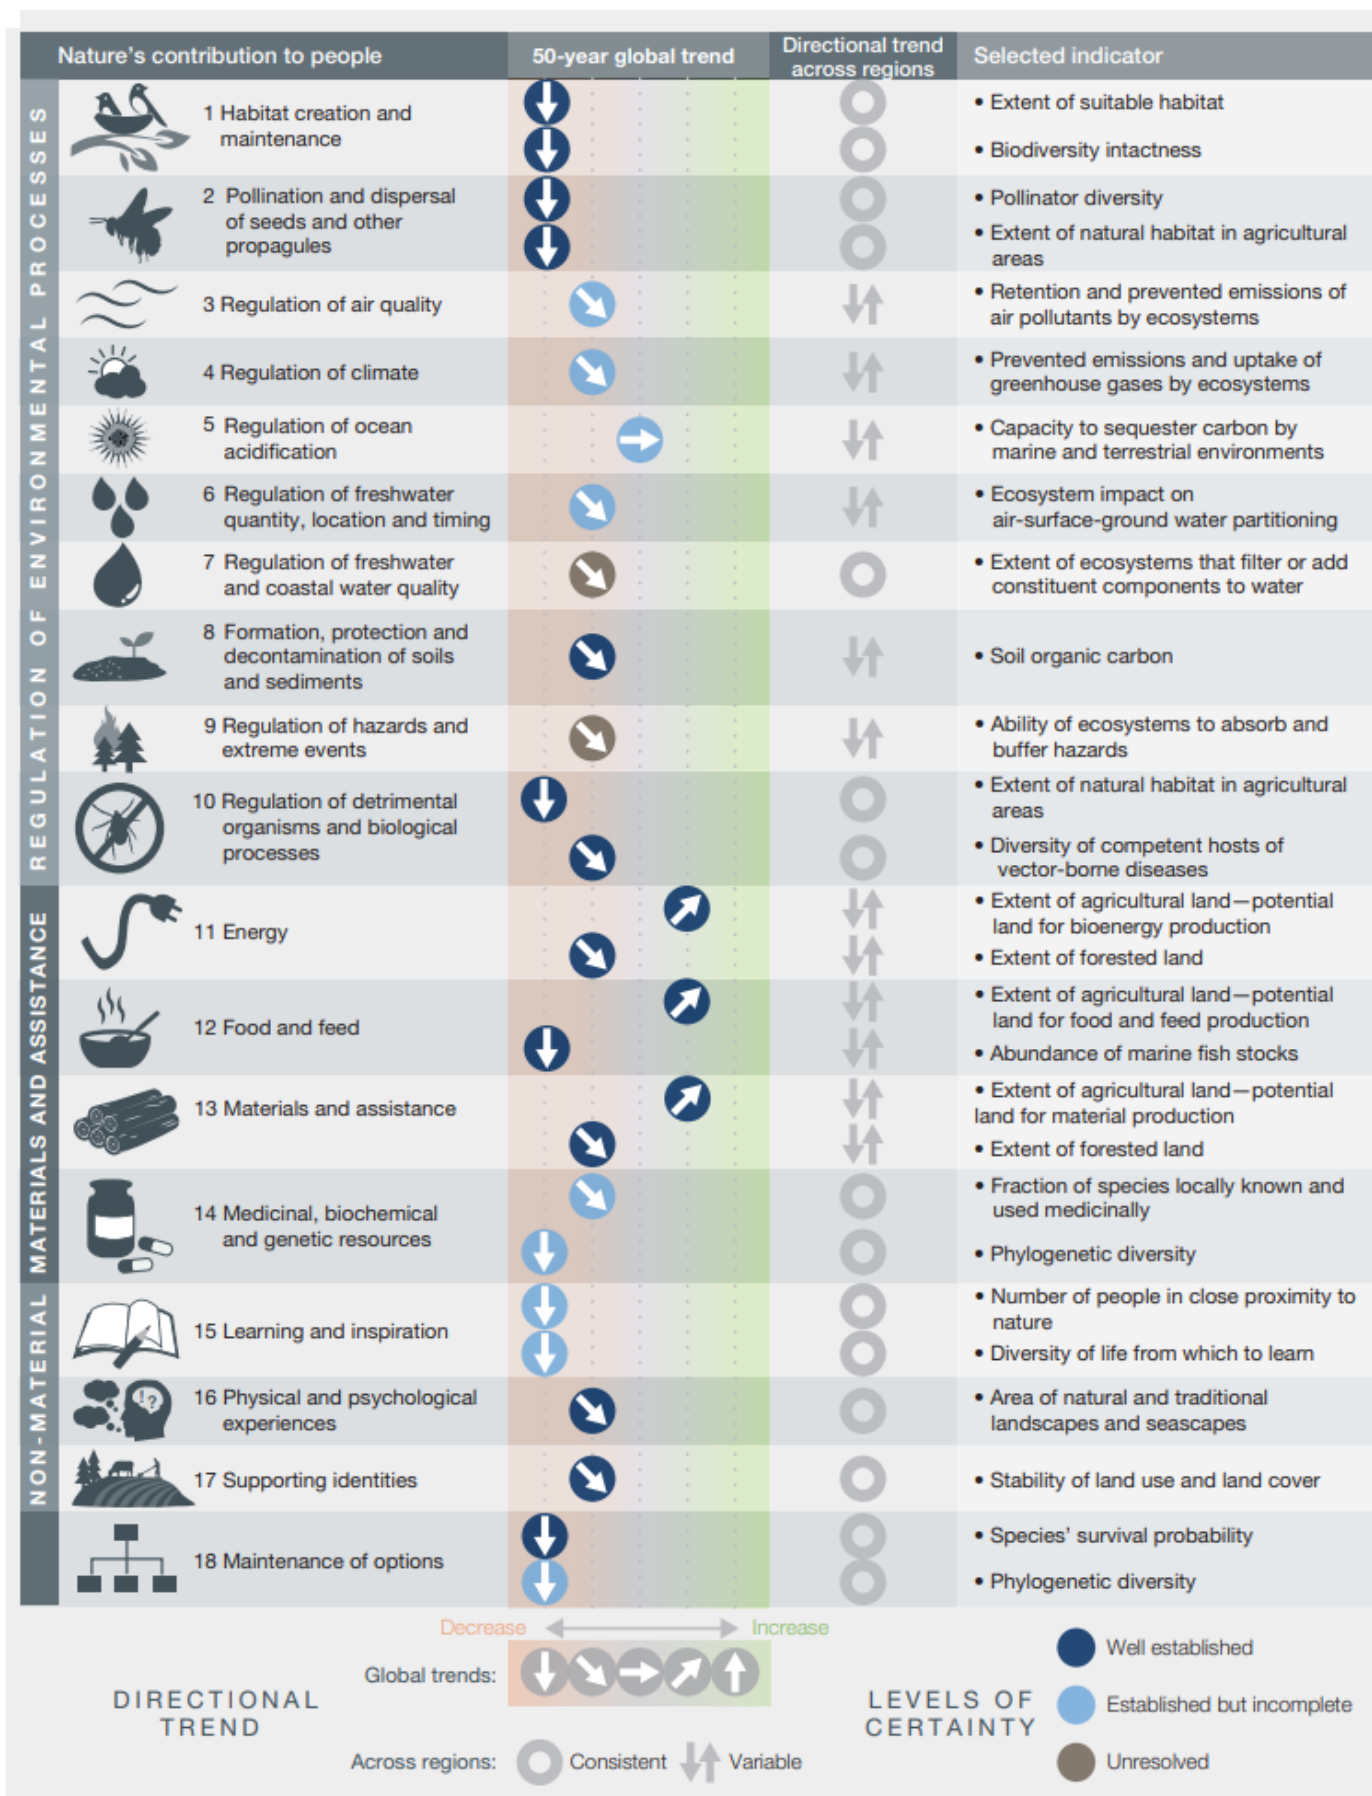 Nature's contribution to people
50-year global trend
Directional trend
across regions
Selected indicator
REGULATION OF ENVIRONMENTAL PROCESSES
1 Habitat creation and
maintenance
• Extent of suitable habitat
• Biodiversity intactness
2 Pollination and dispersal
of seeds and other
propagules
• Pollinator diversity
• Extent of natural habitat in agricultural
areas
3 Regulation of air quality
• Retention and prevented emissions of
air pollutants by ecosystems
4 Regulation of climate
• Prevented emissions and uptake of
greenhouse gases by ecosystems
5 Regulation of ocean
acidification
• Capacity to sequester carbon by
marine and terrestrial environments
6 Regulation of freshwater
quantity, location and timing
• Ecosystem impact on
air-surface-ground water partitioning
7 Regulation of freshwater
and coastal water quality
• Extent of ecosystems that filter or add
constituent components to water
8 Formation, protection and
decontamination of soils
and sediments
• Soil organic carbon
9 Regulation of hazards and
extreme events
• Ability of ecosystems to absorb and
buffer hazards
10 Regulation of detrimental
organisms and biological
processes
• Extent of natural habitat in agricultural
areas
• Diversity of competent hosts of
vector-borne diseases
MATERIALS AND ASSISTANCE
11 Energy
• Extent of agricultural land—potential
land for bioenergy production
• Extent of forested land
12 Food and feed
• Extent of agricultural land—potential
land for food and feed production
• Abundance of marine fish stocks
13 Materials and assistance
• Extent of agricultural land—potential
land for material production
• Extent of forested land
14 Medicinal, biochemical
and genetic resources
• Fraction of species locally known and
used medicinally
• Phylogenetic diversity
NON-MATERIAL
15 Learning and inspiration
• Number of people in close proximity to
nature
• Diversity of life from which to learn
!?
16 Physical and psychological
experiences
• Area of natural and traditional
landscapes and seascapes
17 Supporting identities
• Stability of land use and land cover
18 Maintenance of options
• Species' survival probability
• Phylogenetic diversity
Decrease
Increase
Global trends:
DIRECTIONAL
TREND
Across regions:
Consistent
Variable
LEVELS OF
CERTAINTY
Well established
Established but incomplete
Unresolved